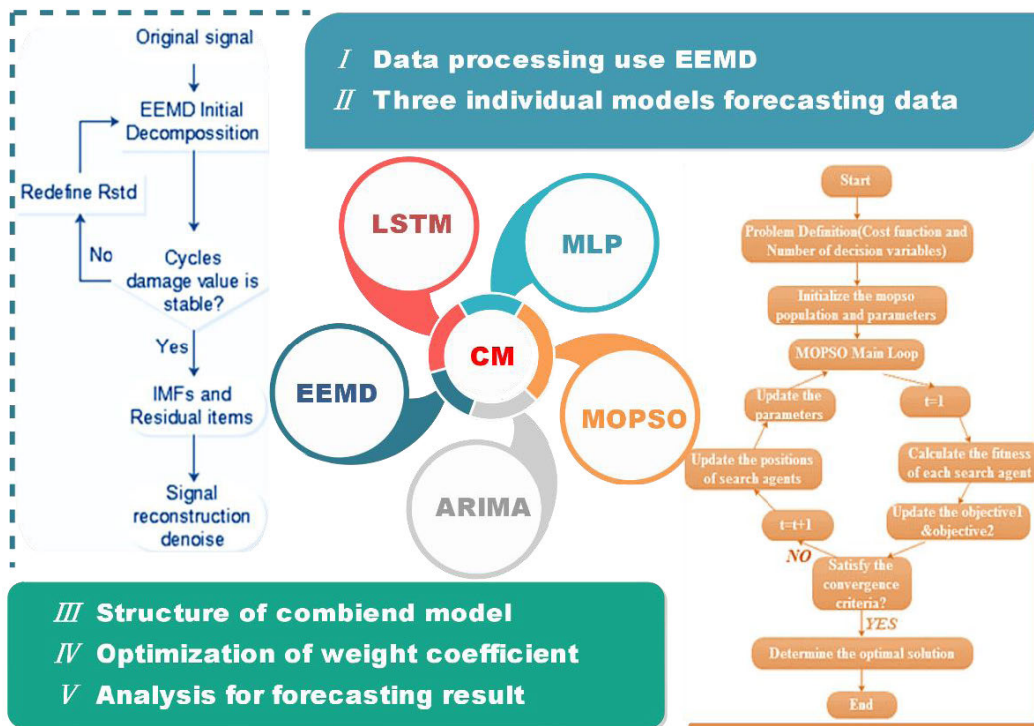 Original signal
EEMD Initial
Decompossition
Redefine Rstd
No
Cycles
damage value is
stable?
Yes
IMFs and
Residual items
Signal
reconstruction
denoise
I Data processing use EEMD
II Three individual models forecasting data
LSTM
MLP
CM
EEMD
MOPSO
ARIMA
Start
Problem Definition(Cost function and
Number of decision variables)
Initialize the mopso
population and parameters
MOPSO Main Loop
Update the
parameters
t=1
Update the positions
of search agents
Calculate the fitness
of each search agent
t=t+1
Update the objective1
&objective2
NO
Satisfy the
convergence
criteria?
YES
Determine the optimal solution
End
III Structure of combiend model
IV Optimization of weight coefficient
V Analysis for forecasting result